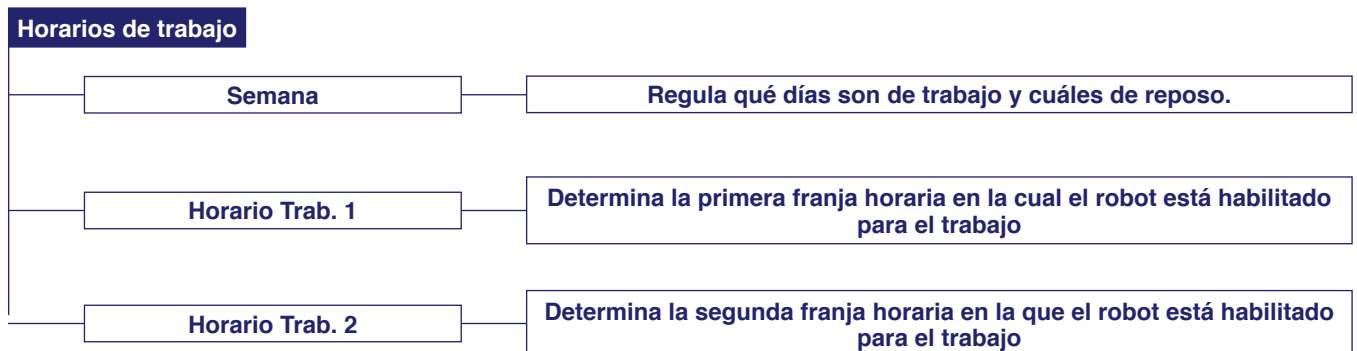 Horarios de trabajo
Semana
Regula qué días son de trabajo y cuáles de reposo.
Horario Trab. 1
Determina la primera franja horaria en la cual el robot está habilitado
para el trabajo
Horario Trab. 2
Determina la segunda franja horaria en la que el robot está habilitado
para el trabajo